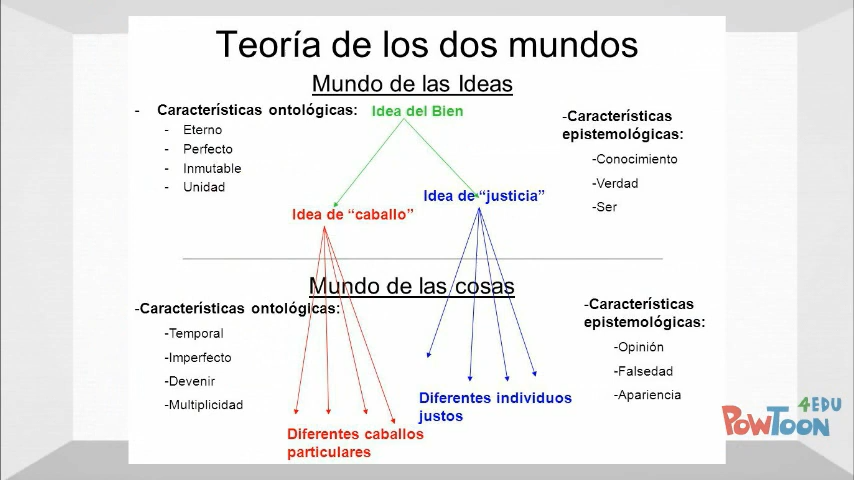 Teoría de los dos mundos
Mundo de las Ideas
- Características ontológicas:
- Eterno
- Perfecto
- Inmutable
- Unidad
Idea del Bien
-Características
epistemológicas:
-Conocimiento
-Verdad
-Ser
Idea de “justicia”
Idea de “caballo”
Mundo de las cosas
-Características ontológicas:
-Temporal
-Imperfecto
-Devenir
-Multiplicidad
-Características
epistemológicas:
-Opinión
-Falsedad
-Apariencia
Diferentes individuos
justos
Diferentes caballos
particulares
4EDU
POWTOON